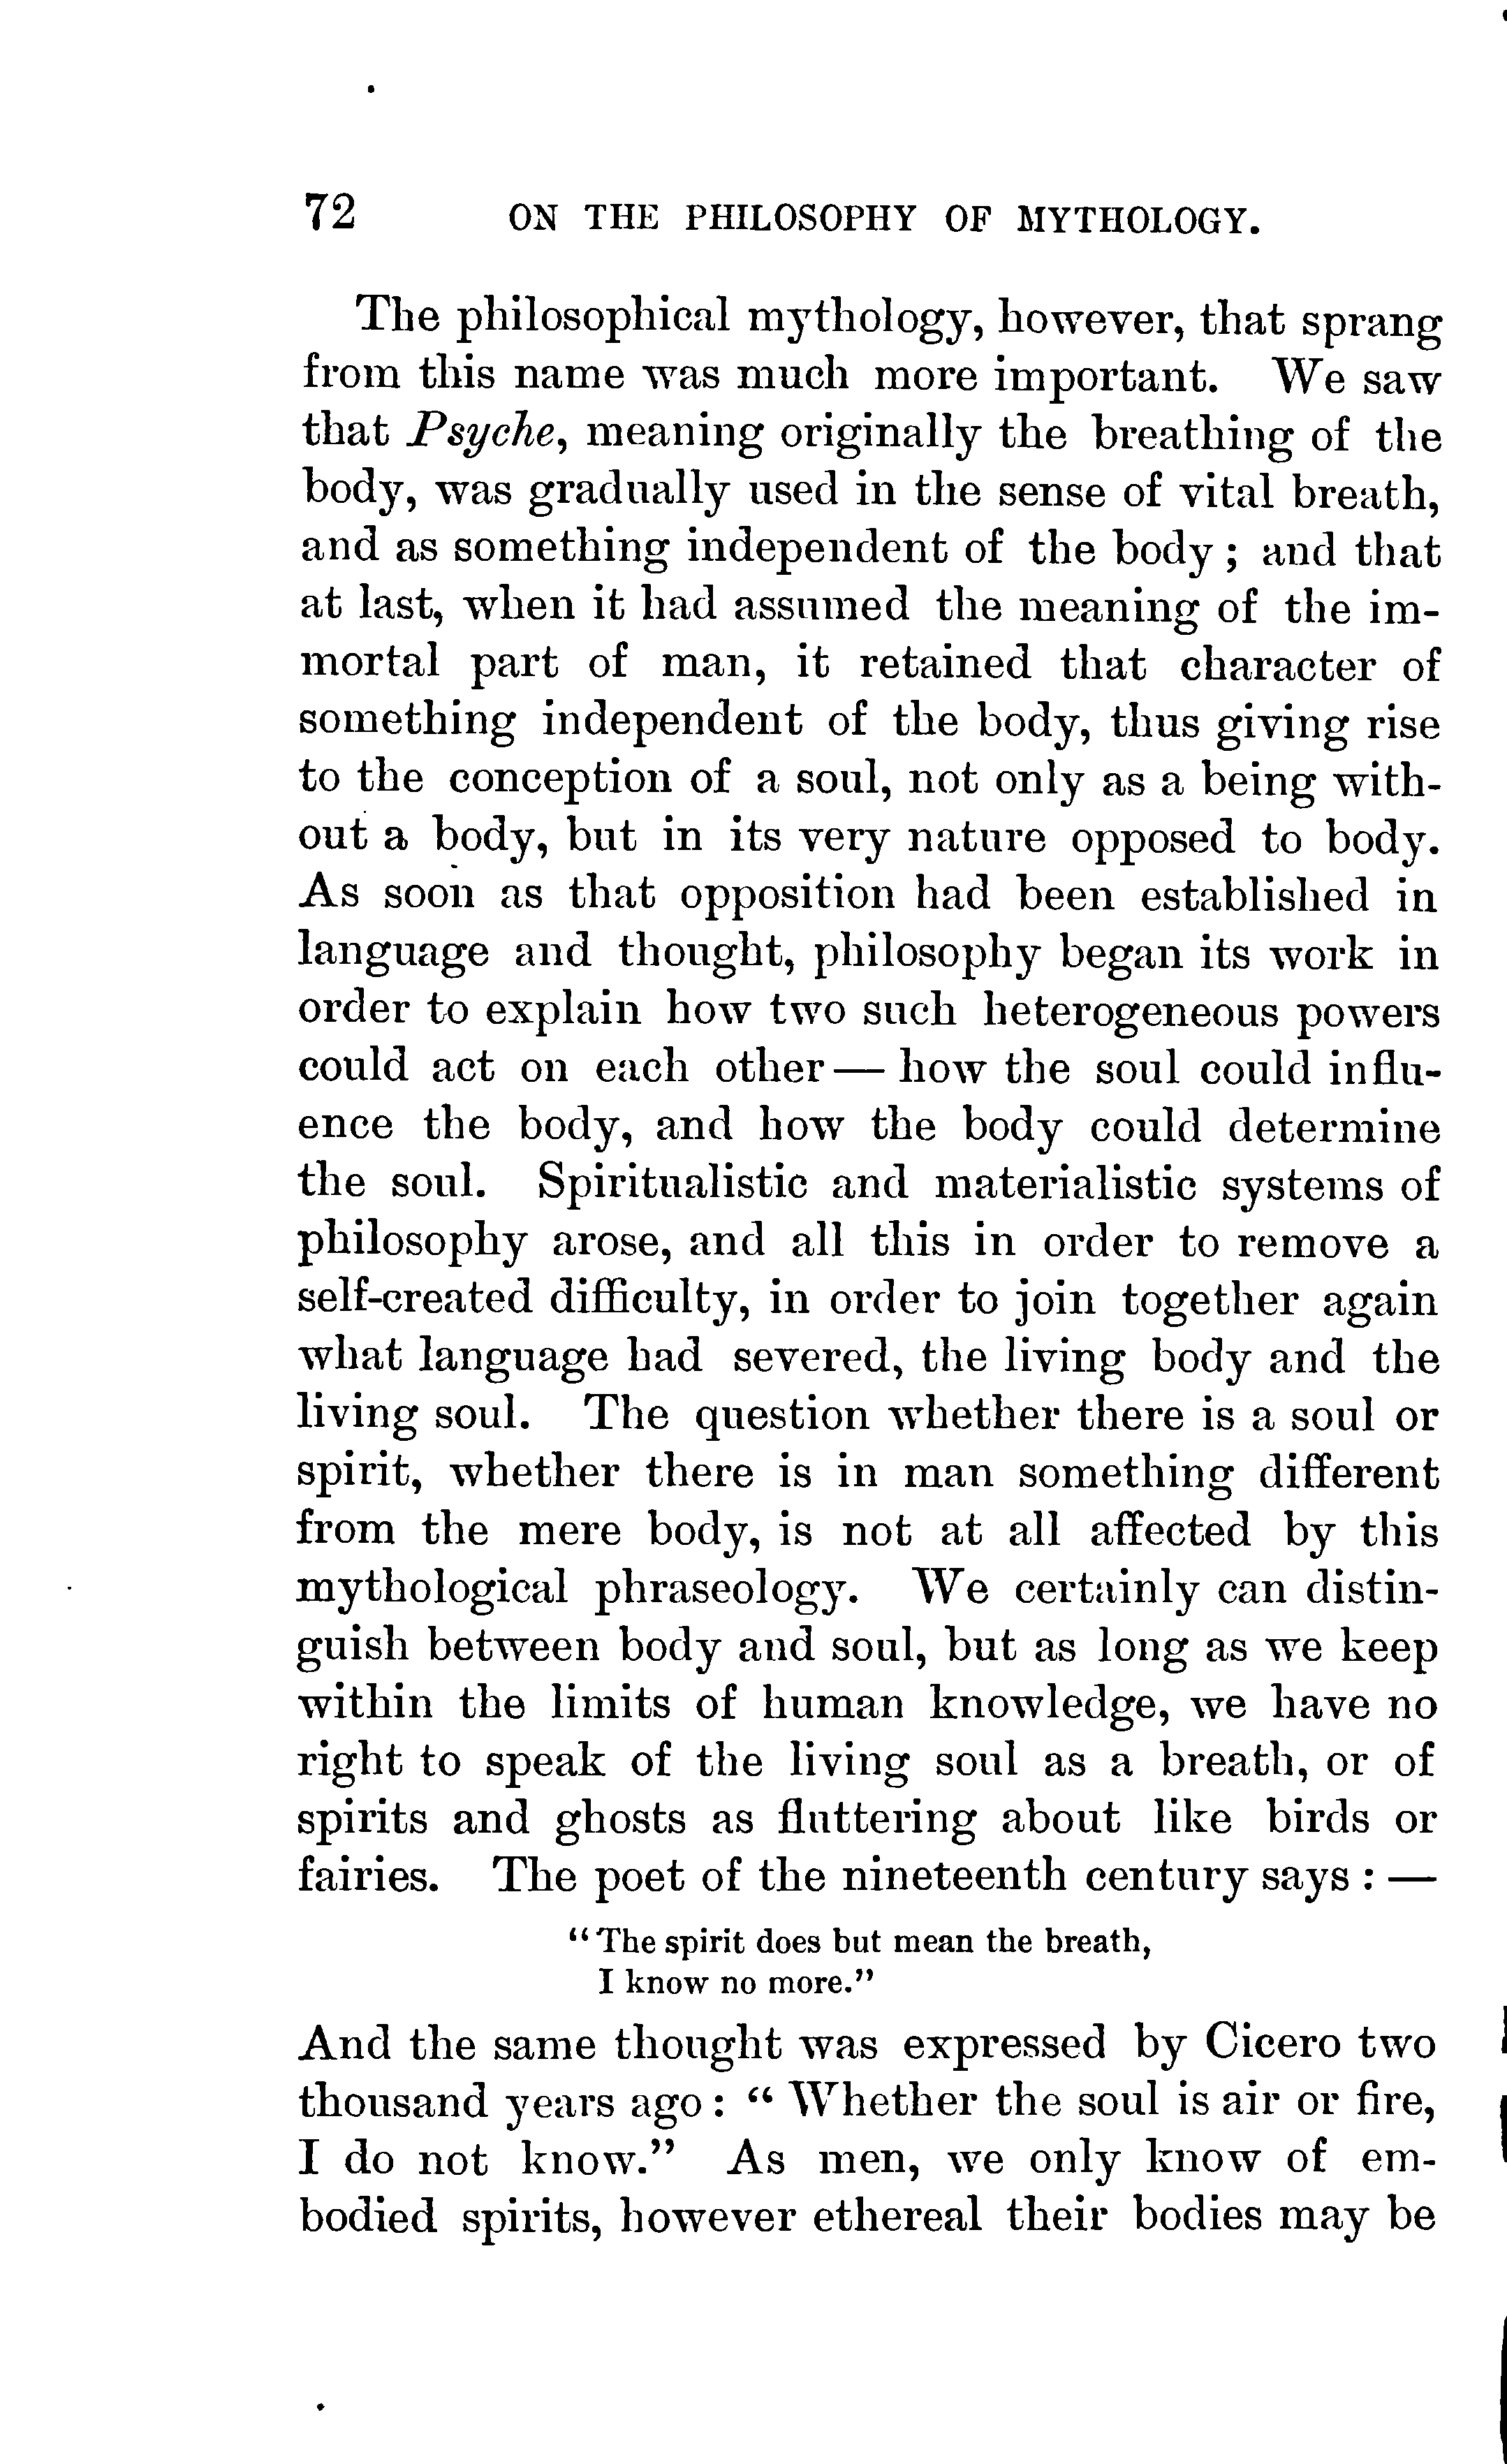 72 ON THE PHILOSOPHY OF MYTHOLOGY.
The philosophical mythology, however, that sprang
from this name was much more important. We saw
that Psyche, meaning originally the breathing of the
body, was gradually used in the sense of vital breath,
and as something independent of the body ; and that
at last, when it had assumed the meaning of the im-
mortal part of man, it retained that character of
something independent of the body, thus giving rise
to the conception of a soul, not only as a being with-
out a body, but in its very nature opposed to body.
As soon as that opposition had been established in
language and thought, philosophy began its work in
order to explain how two such heterogeneous powers
could act on each other — how the soul could influ-
ence the body, and how the body could determine
the soul. Spiritualistic and materialistic systems of
philosophy arose, and all this in order to remove a
self-created difficulty, in order to join together again
what language had severed, the living body and the
living soul. The question whether there is a soul or
spirit, whether there is in man something different
from the mere body, is not at all affected by this
mythological phraseology. We certainly can distin-
guish between body and soul, but as long as we keep
within the limits of human knowledge, we have no
right to speak of the living soul as a breath, or of
spirits and ghosts as fluttering about like birds or
fairies. The poet of the nineteenth century says : —
"The spirit does but mean the breath,
I know no more."
And the same thought was expressed by Cicero two
thousand years ago : " Whether the soul is air or fire,
I do not know." As men, we only know of em-
bodied spirits, however ethereal their bodies may be